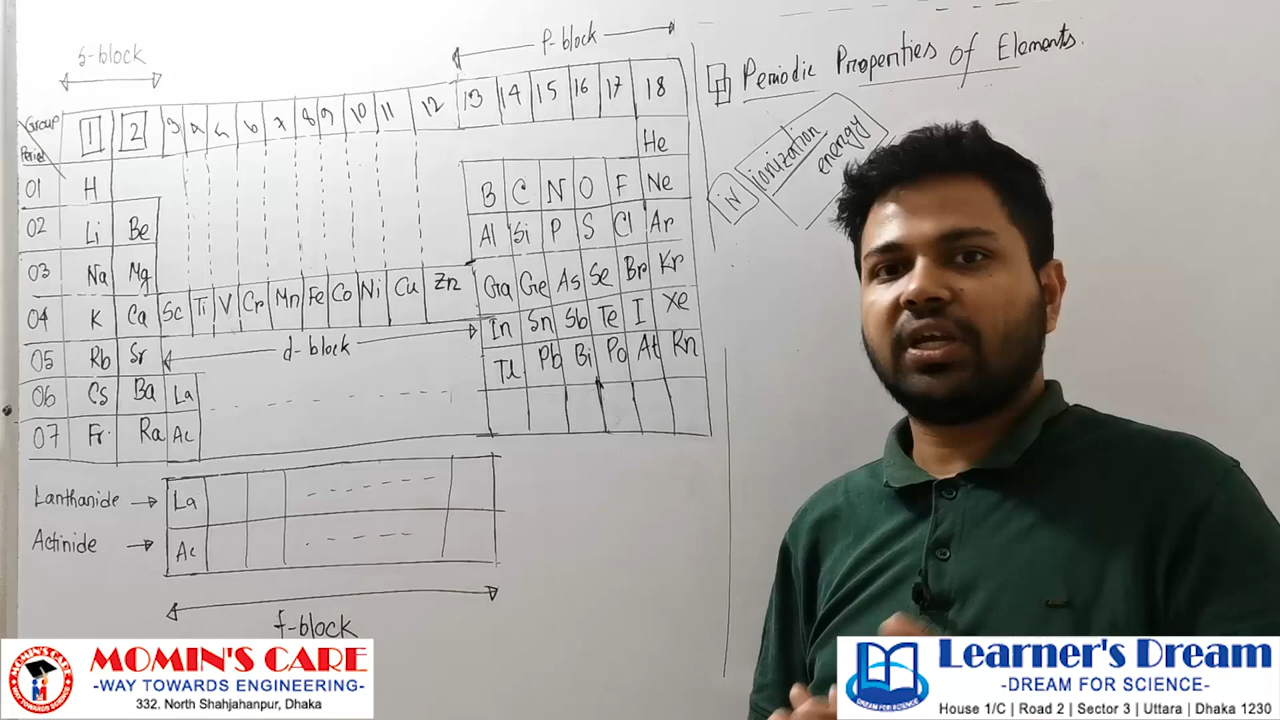 s-block
p-block
Periodic Properties of Elements.
Group 1 2 3 4 5 6 7 8 9 10 11 12 13 14 15 16 17 18
Period
He
iv ionization energy
01 H B C N O F Ne
02 Li Be Al Si P S Cl Ar
03 Na Mg Ga Ge As Se Br Kr
04 K Ca Sc Ti V Cr Mn Fe Co Ni Cu Zn In Sn Sb Te I Xe
d-block
05 Rb Sr Tl Pb Bi Po At Rn
06 Cs Ba La
07 Fr Ra Ac
Lanthanide La
Actinide Ac
f-block
MOMIN'S CARE
-WAY TOWARDS ENGINEERING-
332. North Shahjahanpur, Dhaka
MOMIN'S CARE
Learner's Dream
-DREAM FOR SCIENCE-
House 1/C | Road 2 | Sector 3 | Uttara | Dhaka 1230
DREAM FOR SCIENCE